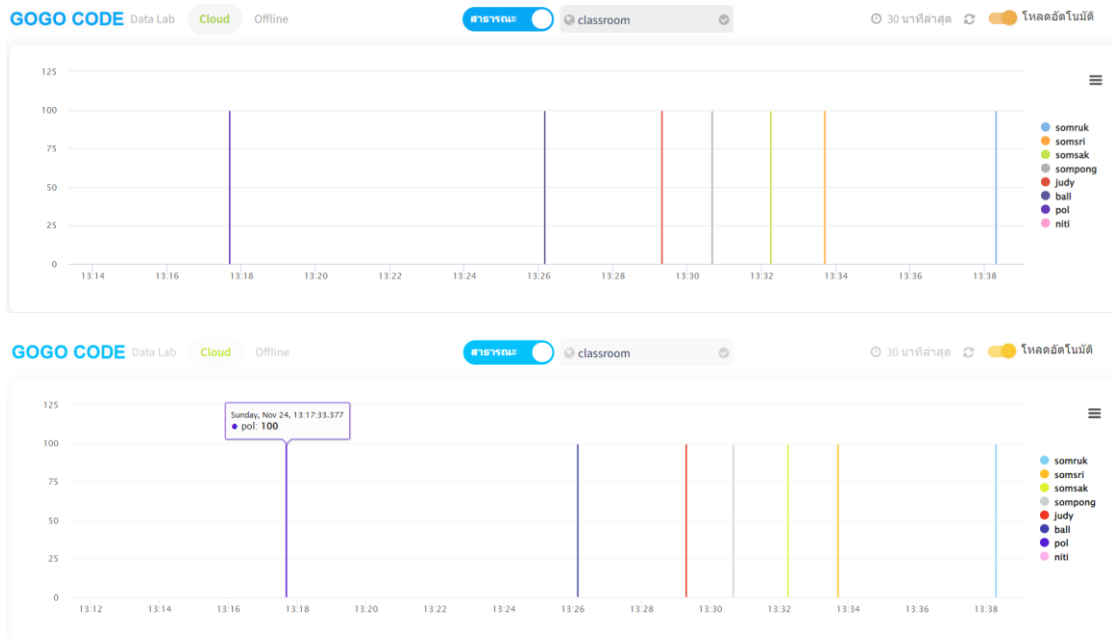 GOGO CODE Data Lab Cloud Offline สาธารณะ classroom 30 นาทีล่าสุด โหลดอัตโนมัติ
125
100
75
50
25
0
13:14 13:16 13:18 13:20 13:22 13:24 13:26 13:28 13:30 13:32 13:34 13:36 13:38
somruk
somsri
somsak
sompong
judy
ball
pol
niti
GOGO CODE Data Lab Cloud Offline สาธารณะ classroom 30 นาทีล่าสุด โหลดอัตโนมัติ
Sunday, Nov 24, 13:17:33.377
pol: 100
125
100
75
50
25
0
13:12 13:14 13:16 13:18 13:20 13:22 13:24 13:26 13:28 13:30 13:32 13:34 13:36 13:38
somruk
somsri
somsak
sompong
judy
ball
pol
niti